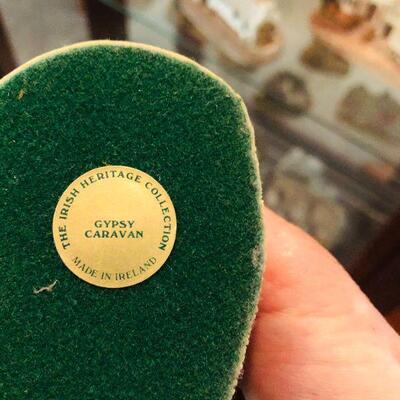 THE IRISH HERITAGE COLLECTION
GYPSY
CARAVAN
MADE IN IRELAND